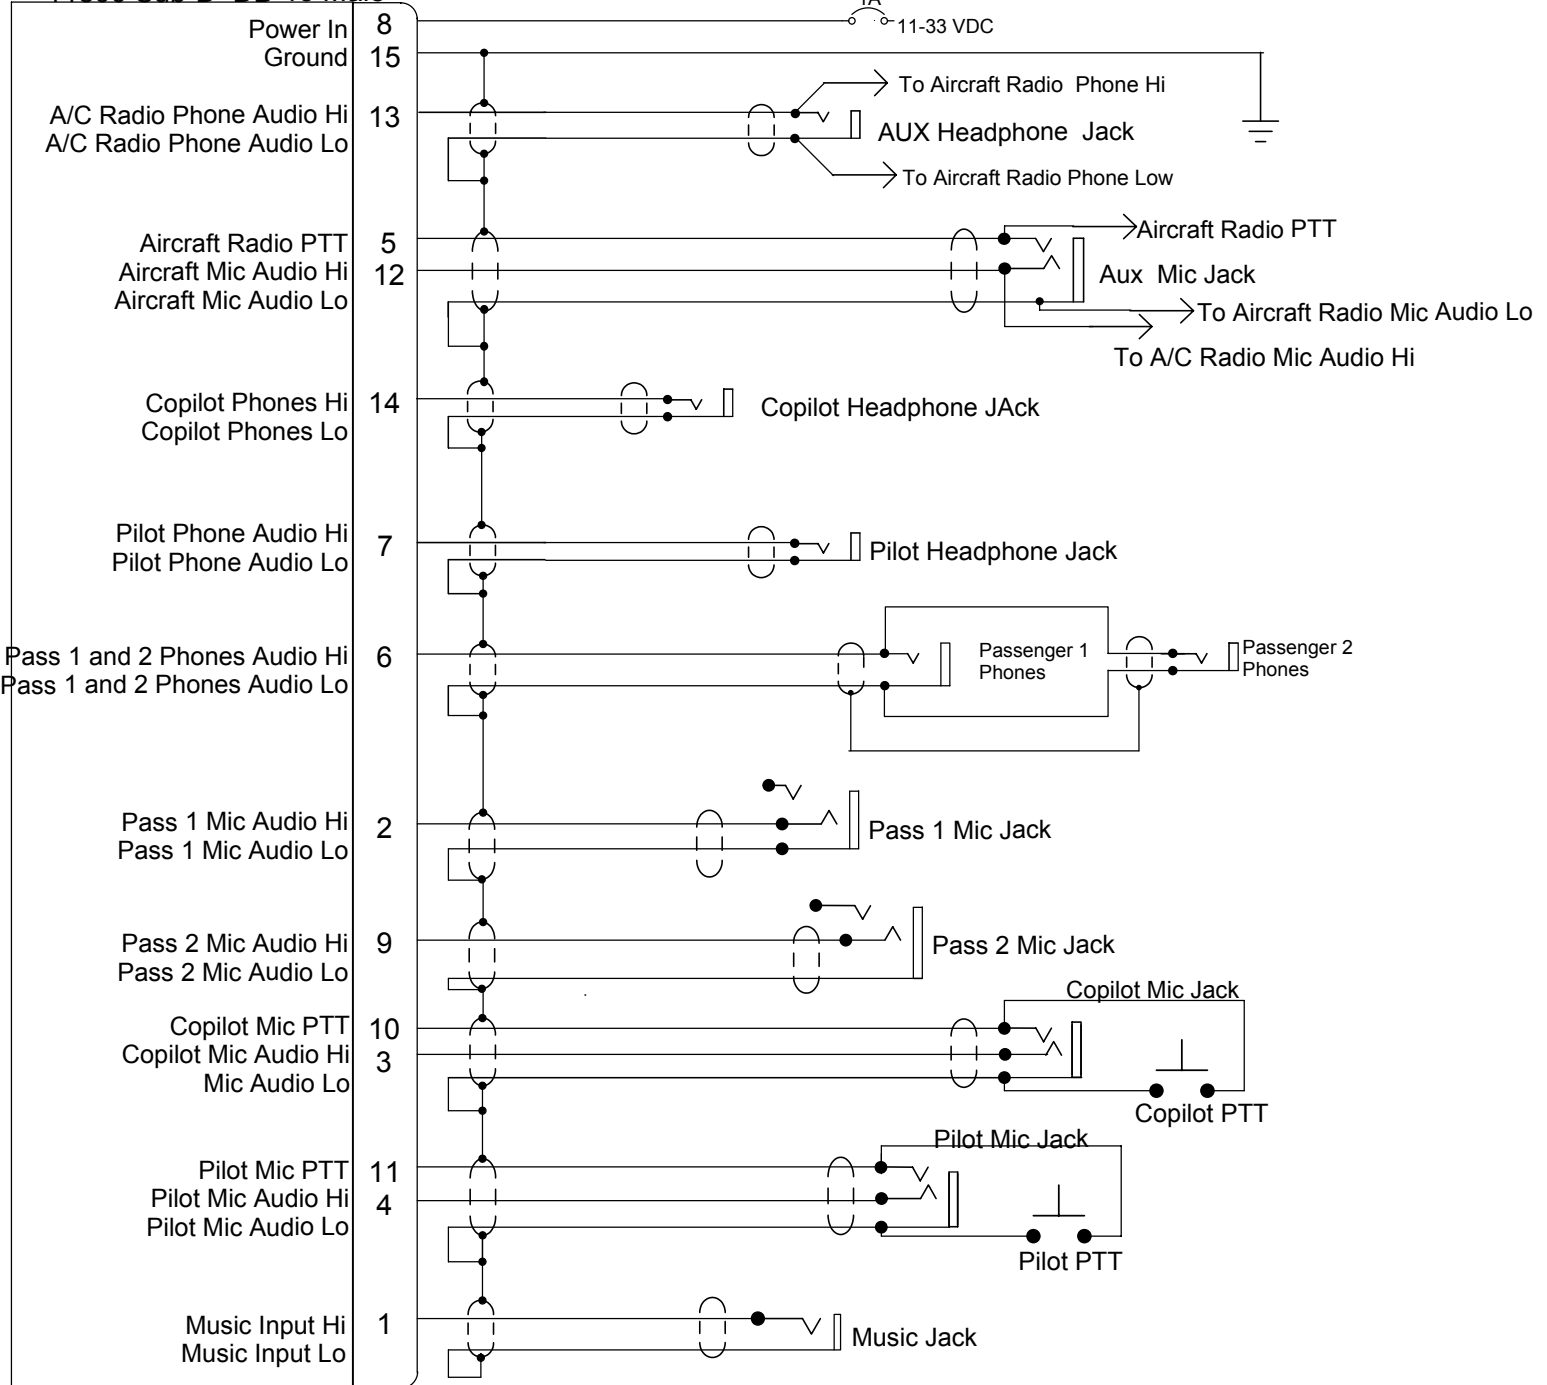 Power In 8 11-33 VDC
Ground 15
To Aircraft Radio Phone Hi
A/C Radio Phone Audio Hi 13
AUX Headphone Jack
A/C Radio Phone Audio Lo
To Aircraft Radio Phone Low
Aircraft Radio PTT 5 Aircraft Radio PTT
Aircraft Mic Audio Hi 12 Aux Mic Jack
Aircraft Mic Audio Lo To Aircraft Radio Mic Audio Lo
To A/C Radio Mic Audio Hi
Copilot Phones Hi 14 Copilot Headphone JAck
Copilot Phones Lo
Pilot Phone Audio Hi 7 Pilot Headphone Jack
Pilot Phone Audio Lo
Pass 1 and 2 Phones Audio Hi 6 Passenger 1 Phones Passenger 2 Phones
Pass 1 and 2 Phones Audio Lo
Pass 1 Mic Audio Hi 2 Pass 1 Mic Jack
Pass 1 Mic Audio Lo
Pass 2 Mic Audio Hi 9 Pass 2 Mic Jack
Pass 2 Mic Audio Lo
Copilot Mic Jack
Copilot Mic PTT 10
Copilot Mic Audio Hi 3
Mic Audio Lo
Copilot PTT
Pilot Mic Jack
Pilot Mic PTT 11
Pilot Mic Audio Hi 4
Pilot Mic Audio Lo
Pilot PTT
Music Input Hi 1 Music Jack
Music Input Lo